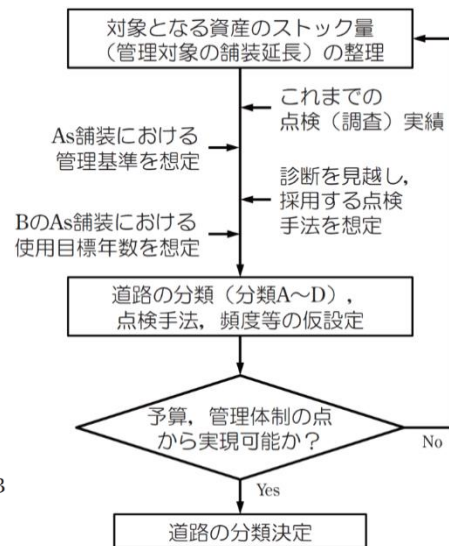 対象となる資産のストック量
（管理対象の舗装延長）の整理
これまでの
点検（調査）実績
As舗装における
管理基準を想定
診断を見越し，
採用する点検
手法を想定
BのAs舗装における
使用目標年数を想定
道路の分類（分類A～D），
点検手法，頻度等の仮設定
予算，管理体制の点
から実現可能か？
No
Yes
3
道路の分類決定